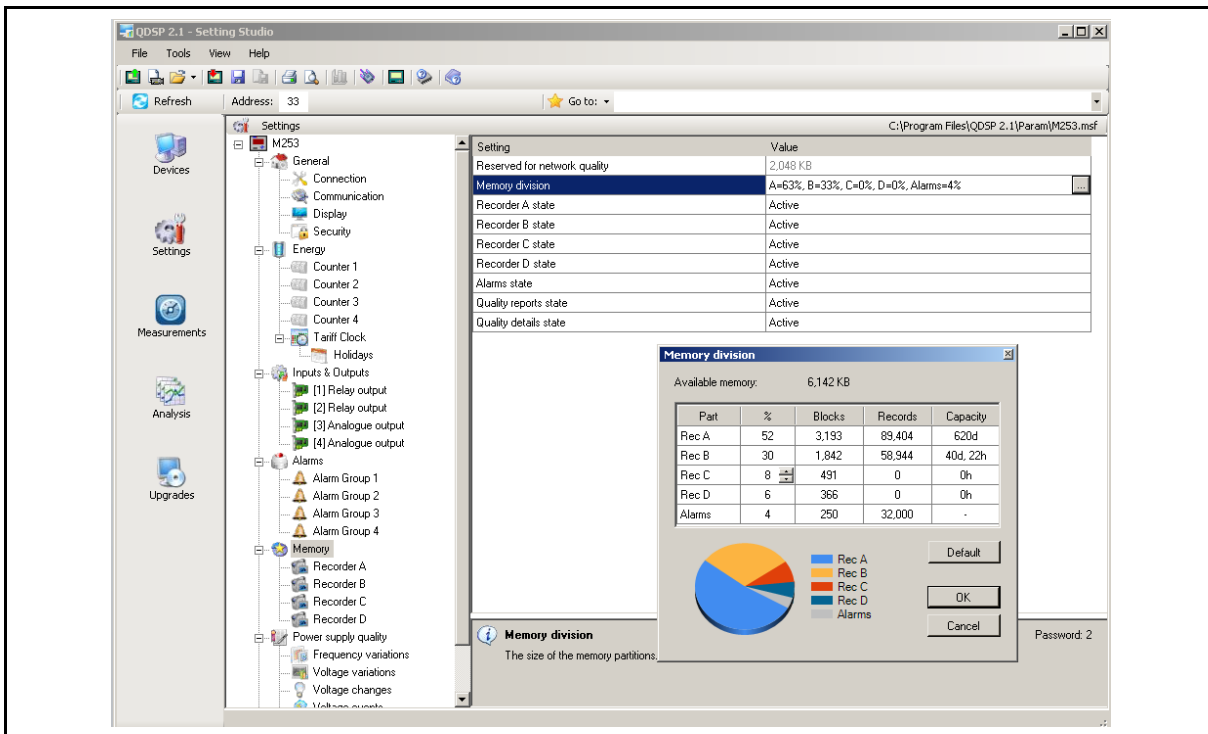 QDSP 2.1 - Setting Studio
File Tools View Help
Refresh Address: 33 Go to:
Settings C:\Program Files\QDSP 2.1\Param\M253.msf
Devices
Settings
Measurements
Analysis
Upgrades
M253
General
Connection
Communication
Display
Security
Energy
Counter 1
Counter 2
Counter 3
Counter 4
Tariff Clock
Holidays
Inputs & Outputs
[1] Relay output
[2] Relay output
[3] Analogue output
[4] Analogue output
Alarms
Alarm Group 1
Alarm Group 2
Alarm Group 3
Alarm Group 4
Memory
Recorder A
Recorder B
Recorder C
Recorder D
Power supply quality
Frequency variations
Voltage variations
Voltage changes
Voltage events
Setting Value
Reserved for network quality 2,048 KB
Memory division A=63%, B=33%, C=0%, D=0%, Alarms=4% ...
Recorder A state Active
Recorder B state Active
Recorder C state Active
Recorder D state Active
Alarms state Active
Quality reports state Active
Quality details state Active
Memory division
Available memory: 6,142 KB
Part % Blocks Records Capacity
Rec A 52 3,193 89,404 620d
Rec B 30 1,842 58,944 40d, 22h
Rec C 8 491 0 0h
Rec D 6 366 0 0h
Alarms 4 250 32,000 -
Rec A
Rec B
Rec C
Rec D
Alarms
Default
OK
Cancel
Memory division Password: 2
The size of the memory partitions.